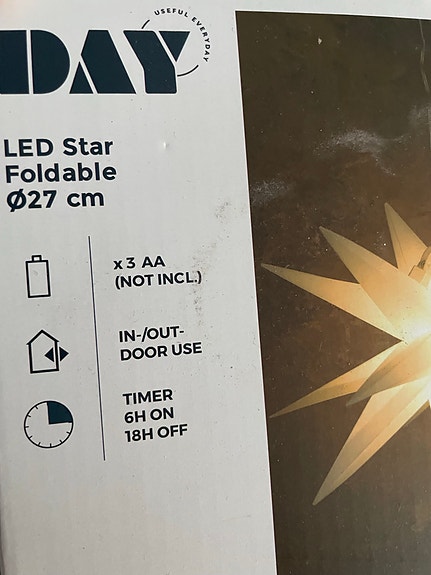 DAY
USEFUL EVERYDAY
LED Star
Foldable
Ø27 cm
x 3 AA
(NOT INCL.)
IN-/OUT-
DOOR USE
TIMER
6H ON
18H OFF